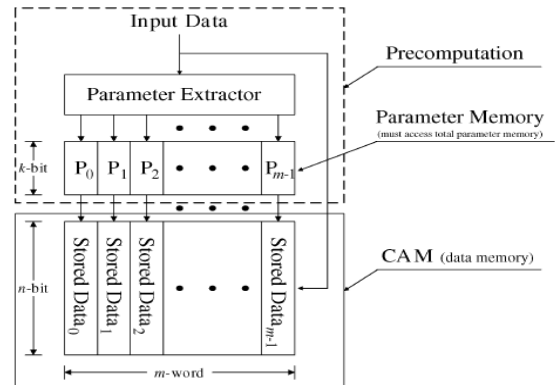 Input Data
Precomputation
Parameter Extractor
Parameter Memory
(must access total parameter memory)
k-bit
P0 P1 P2 Pm-1
Stored Data0 Stored Data1 Stored Data2 Stored Datam-1
CAM (data memory)
n-bit
m-word